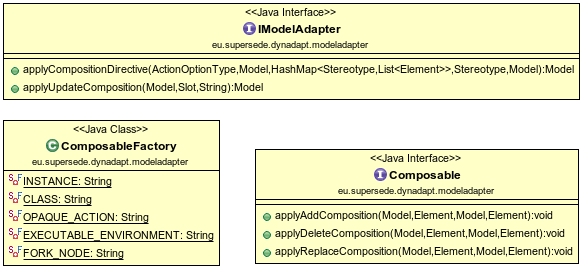 <<Java Interface>>
IModelAdapter
eu.supersede.dynadapt.modeladapter
applyCompositionDirective(ActionOptionType,Model,HashMap<Stereotype,List<Element>>,Stereotype,Model):Model
applyUpdateComposition(Model,Slot,String):Model
<<Java Class>>
ComposableFactory
eu.supersede.dynadapt.modeladapter
INSTANCE: String
CLASS: String
OPAQUE_ACTION: String
EXECUTABLE_ENVIRONMENT: String
FORK_NODE: String
<<Java Interface>>
Composable
eu.supersede.dynadapt.modeladapter
applyAddComposition(Model,Element,Model,Element):void
applyDeleteComposition(Model,Element,Model,Element):void
applyReplaceComposition(Model,Element,Model,Element):void